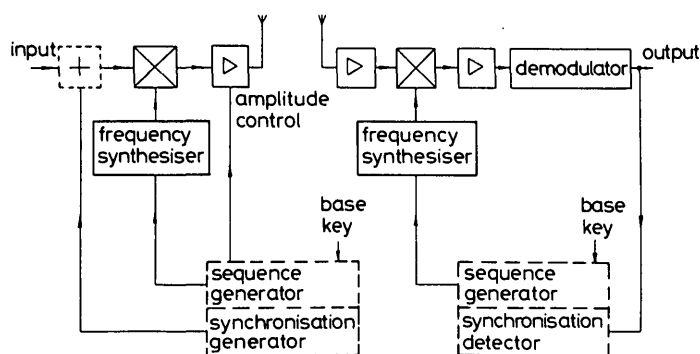 input
+
amplitude
control
frequency
synthesiser
base
key
sequence
generator
synchronisation
generator
demodulator
output
frequency
synthesiser
base
key
sequence
generator
synchronisation
detector